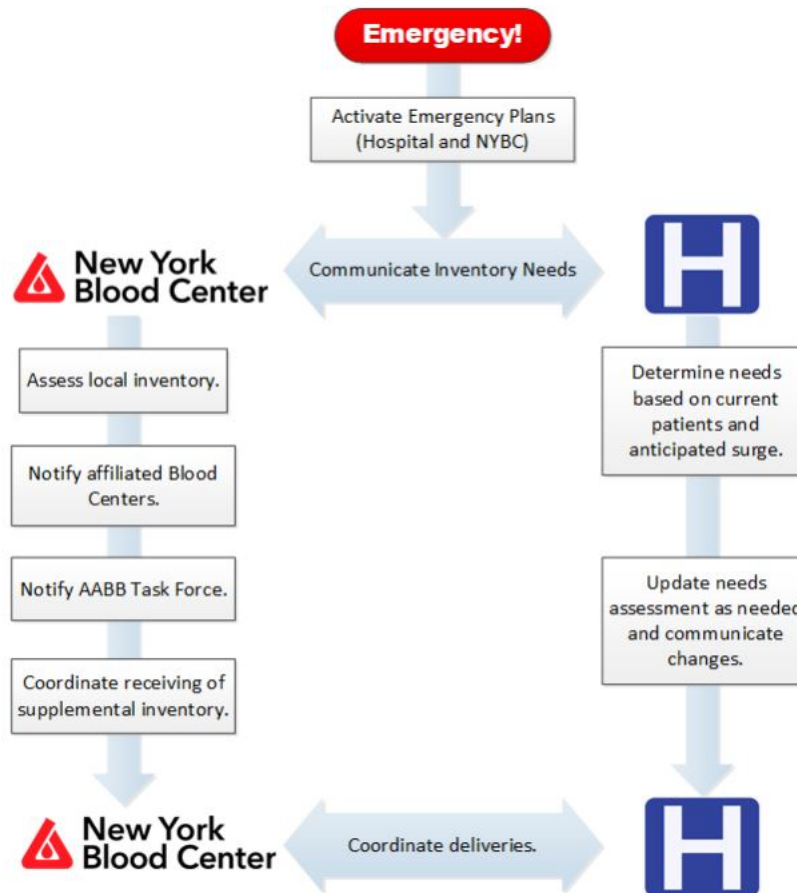 Emergency!
Activate Emergency Plans
(Hospital and NYBC)
New York
Blood Center
Communicate Inventory Needs
H
Assess local inventory.
Notify affiliated Blood
Centers.
Notify AABB Task Force.
Coordinate receiving of
supplemental inventory.
Determine needs
based on current
patients and
anticipated surge.
Update needs
assessment as needed
and communicate
changes.
New York
Blood Center
Coordinate deliveries.
H